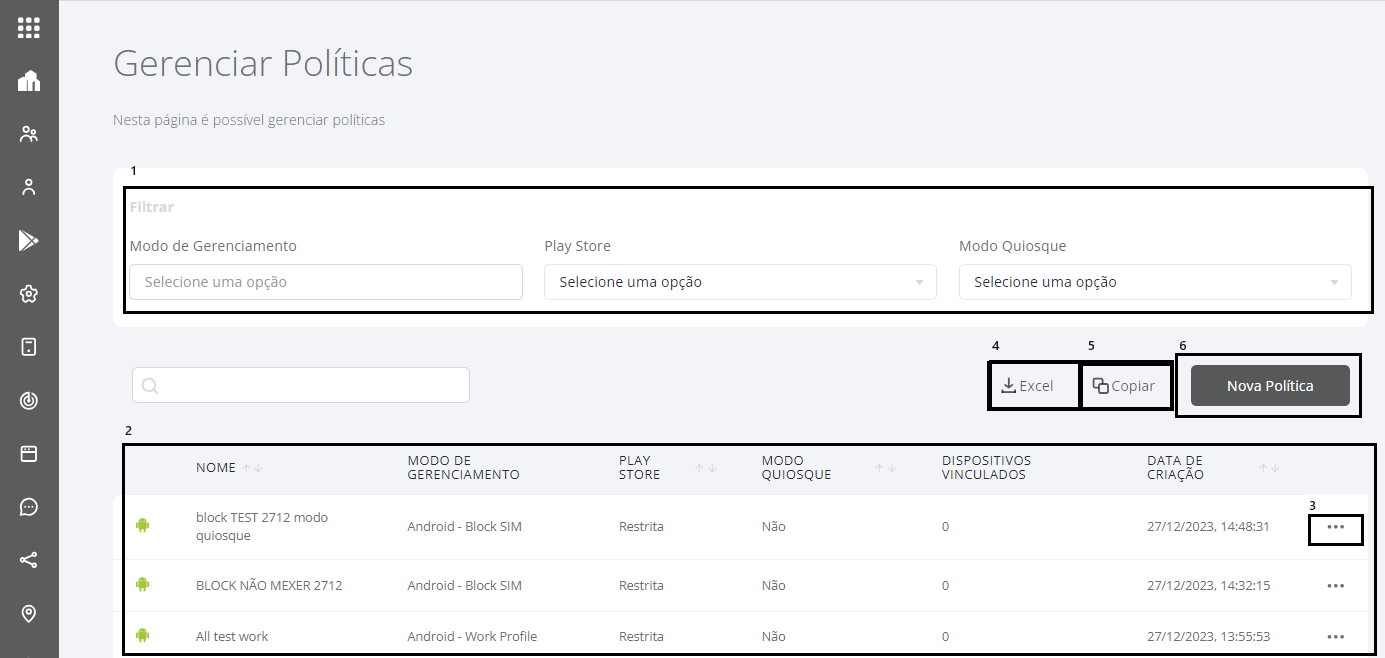 Gerenciar Políticas
Nesta página é possível gerenciar políticas
1
Filtrar
Modo de Gerenciamento Play Store Modo Quiosque
Selecione uma opção Selecione uma opção Selecione uma opção
4 5 6
Excel Copiar Nova Política
2
NOME MODO DE GERENCIAMENTO PLAY STORE MODO QUIOSQUE DISPOSITIVOS VINCULADOS DATA DE CRIAÇÃO
3
block TEST 2712 modo quiosque Android - Block SIM Restrita Não 0 27/12/2023, 14:48:31
BLOCK NÃO MEXER 2712 Android - Block SIM Restrita Não 0 27/12/2023, 14:32:15
All test work Android - Work Profile Restrita Não 0 27/12/2023, 13:55:53